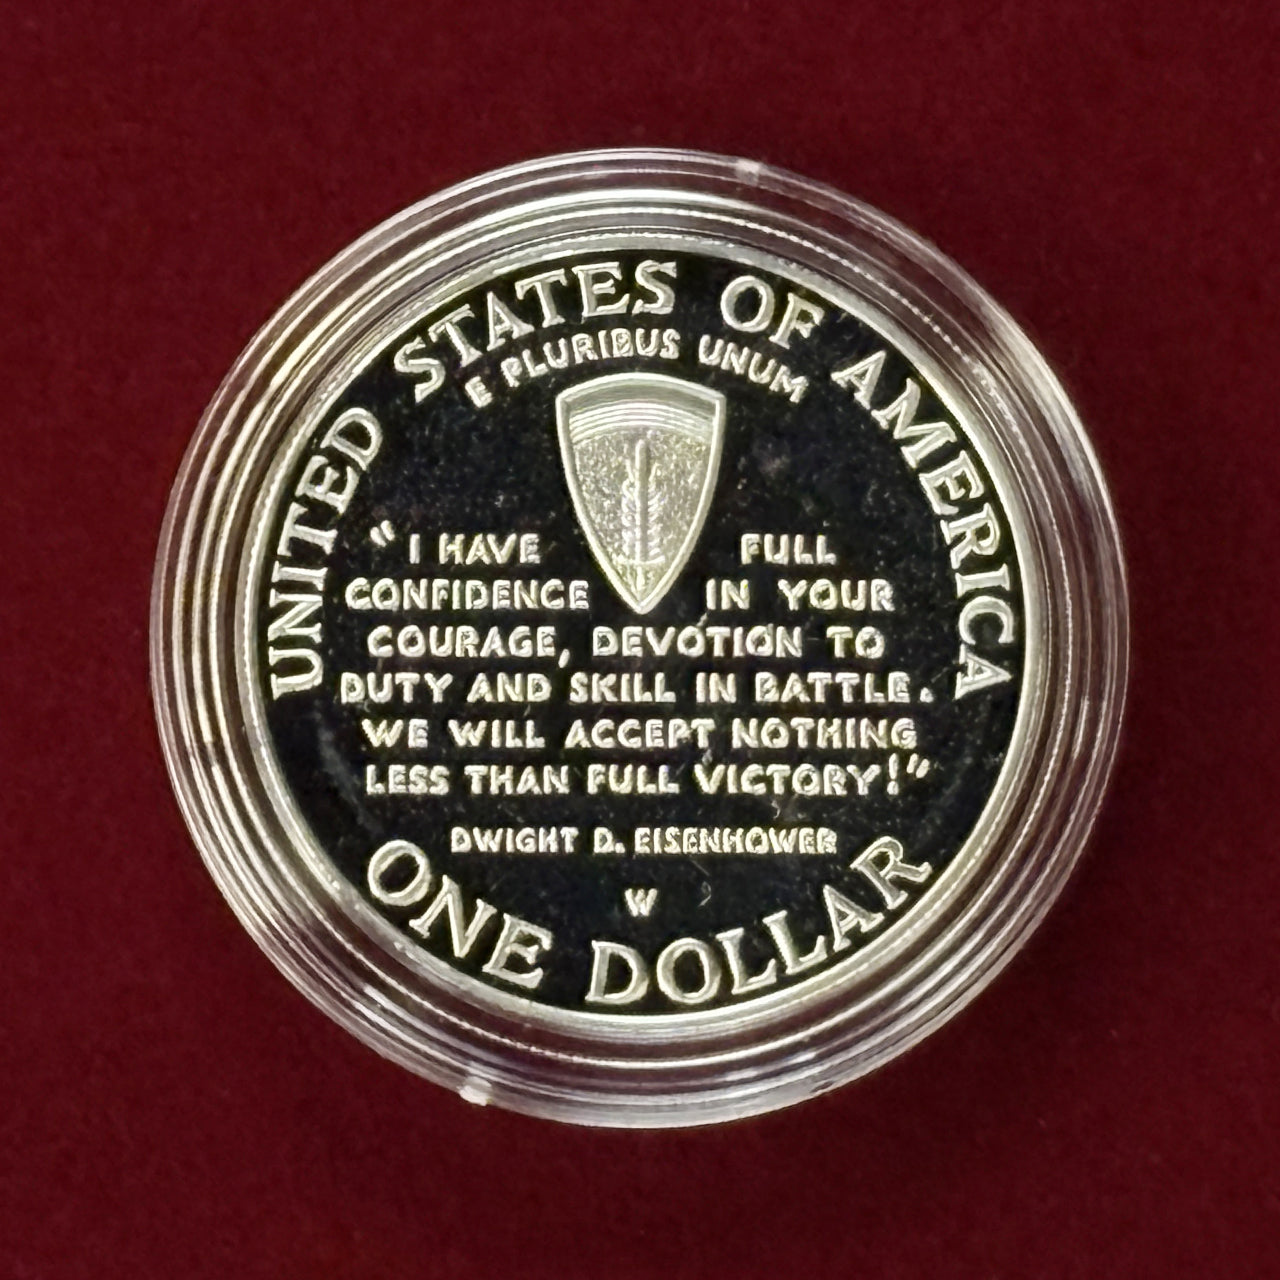 UNITED STATES OF AMERICA
E PLURIBUS UNUM
“I HAVE FULL
CONFIDENCE IN YOUR
COURAGE, DEVOTION TO
DUTY AND SKILL IN BATTLE.
WE WILL ACCEPT NOTHING
LESS THAN FULL VICTORY!”
DWIGHT D. EISENHOWER
W
ONE DOLLAR